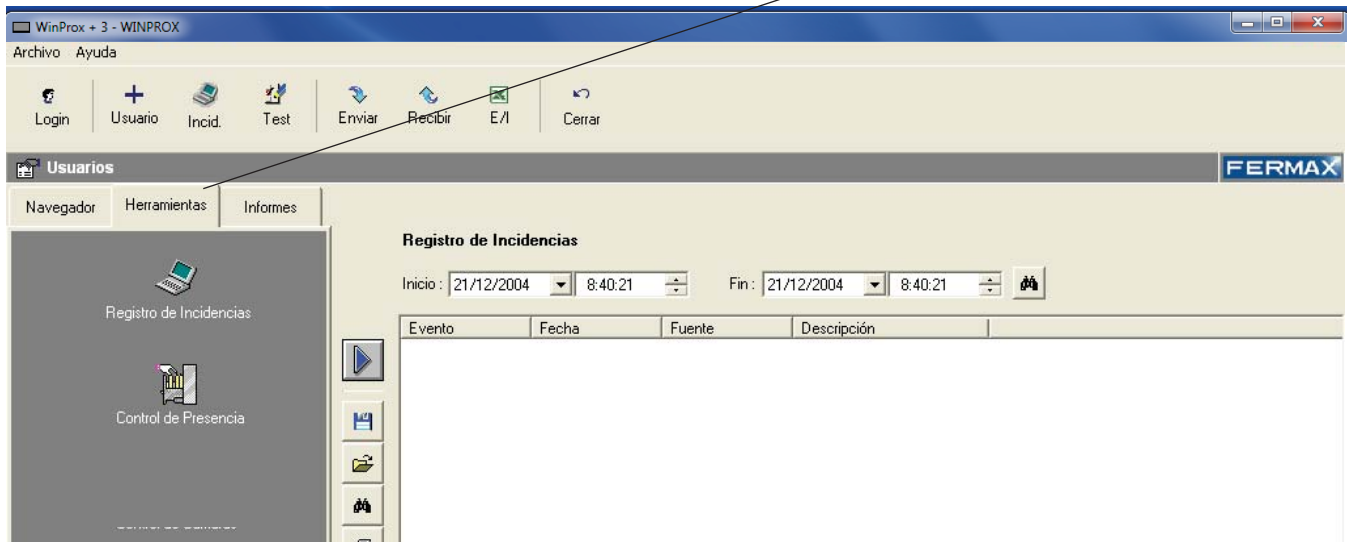 WinProx + 3 - WINPROX
Archivo Ayuda
Login Usuario Incid. Test Enviar Recibir E/I Cerrar
Usuarios FERMAX
Navegador Herramientas Informes
Registro de Incidencias
Inicio : 21/12/2004 8:40:21 Fin : 21/12/2004 8:40:21
Registro de Incidencias
Evento Fecha Fuente Descripción
Control de Presencia